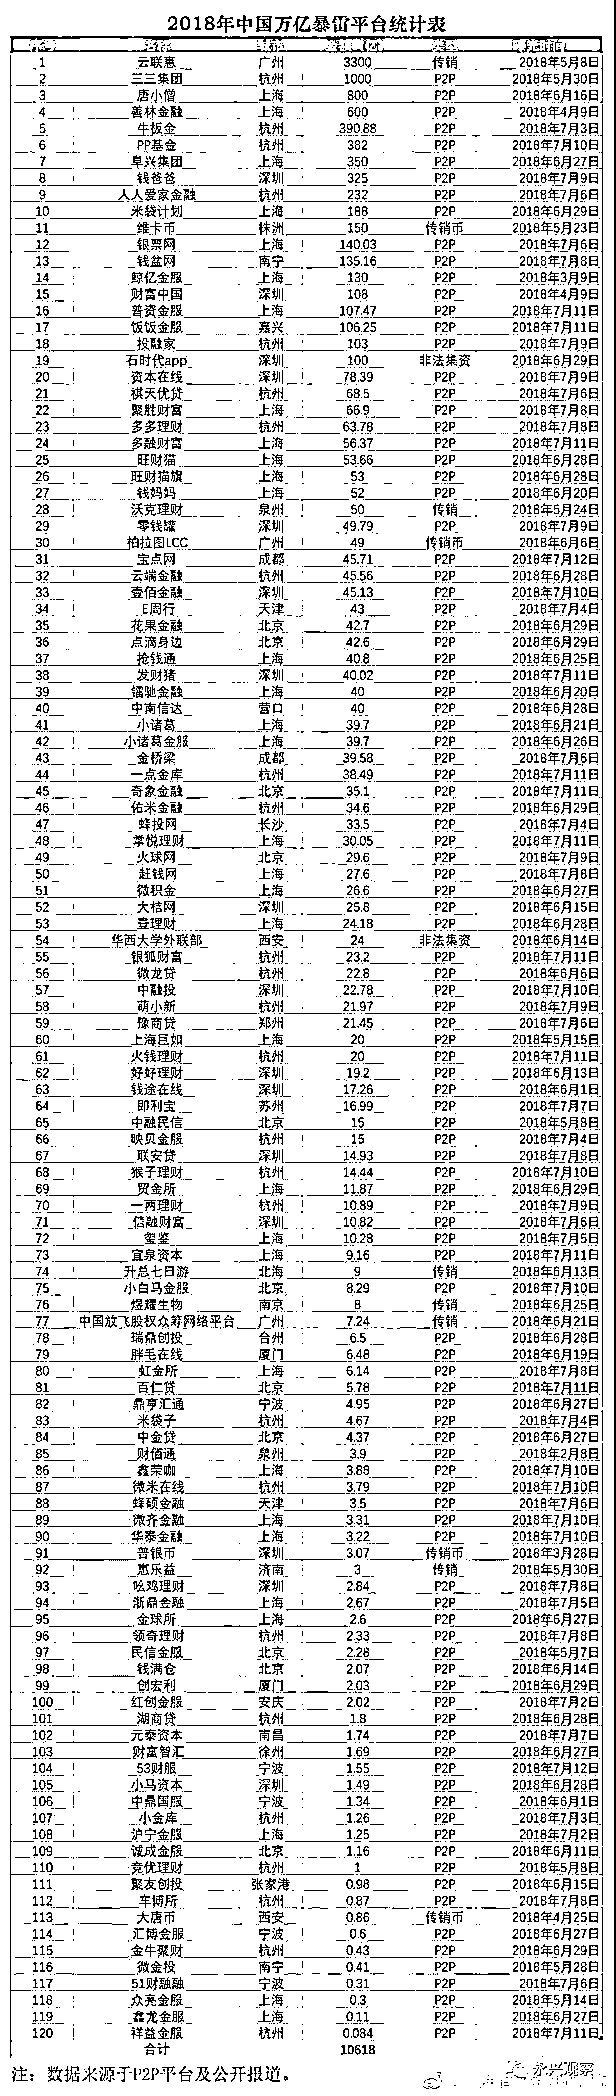 2018年中国万亿暴雷平台统计表
1 云联惠 广州 3300 传销 2018年5月8日
2 三三集团 杭州 1000 P2P 2018年5月30日
3 唐小僧 上海 800 P2P 2018年6月16日
4 善林金融 上海 600 P2P 2018年4月9日
5 牛扳金 杭州 390.88 P2P 2018年7月3日
6 PP基金 杭州 382 P2P 2018年7月10日
7 阜兴集团 上海 350 P2P 2018年6月27日
8 钱爸爸 深圳 325 P2P 2018年7月9日
9 人人爱家金融 杭州 232 P2P 2018年7月6日
10 米袋计划 上海 188 P2P 2018年6月29日
11 维卡币 株洲 150 传销币 2018年5月23日
12 银票网 上海 140.03 P2P 2018年7月6日
13 钱盆网 南宁 135.16 P2P 2018年7月8日
14 鲸亿金服 上海 130 P2P 2018年3月9日
15 财富中国 深圳 108 P2P 2018年4月9日
16 普资金服 上海 107.47 P2P 2018年7月11日
17 饭饭金服 嘉兴 106.25 P2P 2018年7月11日
18 投融家 杭州 103 P2P 2018年7月9日
19 石时代app 深圳 100 非法集资 2018年6月29日
20 资本在线 深圳 78.39 P2P 2018年7月9日
21 祺天优贷 杭州 68.5 P2P 2018年7月6日
22 聚胜财富 上海 66.9 P2P 2018年7月8日
23 多多理财 杭州 63.78 P2P 2018年7月8日
24 多融财富 上海 56.37 P2P 2018年7月11日
25 旺财猫 上海 53.66 P2P 2018年6月28日
26 旺财猫旗 上海 53 P2P 2018年6月28日
27 钱妈妈 上海 52 P2P 2018年6月20日
28 沃克理财 泉州 50 传销 2018年5月24日
29 零钱罐 深圳 49.79 P2P 2018年7月9日
30 柏拉图LCC 广州 49 传销币 2018年6月6日
31 宝点网 成都 45.71 P2P 2018年7月12日
32 云端金融 杭州 45.56 P2P 2018年6月28日
33 壹佰金融 深圳 45.13 P2P 2018年7月10日
34 E周行 天津 43 P2P 2018年7月4日
35 花果金融 北京 42.7 P2P 2018年6月29日
36 点滴身边 北京 42.6 P2P 2018年6月29日
37 抢钱通 上海 40.8 P2P 2018年6月25日
38 发财猪 深圳 40.02 P2P 2018年7月11日
39 镭驰金融 上海 40 P2P 2018年6月20日
40 中南信达 营口 40 P2P 2018年6月28日
41 小诸葛 上海 39.7 P2P 2018年6月21日
42 小诸葛金服 上海 39.7 P2P 2018年6月26日
43 金桥梁 成都 39.58 P2P 2018年7月6日
44 一点金库 杭州 38.49 P2P 2018年7月11日
45 奇象金融 北京 35.1 P2P 2018年7月11日
46 佑米金融 杭州 34.6 P2P 2018年6月29日
47 蜂投网 长沙 33.5 P2P 2018年7月4日
48 掌悦理财 上海 30.05 P2P 2018年7月11日
49 火球网 北京 29.6 P2P 2018年7月9日
50 赶钱网 上海 27.6 P2P 2018年7月8日
51 微积金 上海 26.6 P2P 2018年6月27日
52 大桔网 深圳 25.8 P2P 2018年6月15日
53 壹理财 上海 24.18 P2P 2018年6月28日
54 华西大学外联部 西安 24 非法集资 2018年6月14日
55 银狐财富 杭州 23.2 P2P 2018年7月11日
56 微龙贷 杭州 22.8 P2P 2018年6月6日
57 中融投 深圳 22.78 P2P 2018年7月10日
58 萌小新 杭州 21.97 P2P 2018年7月9日
59 豫商贷 郑州 21.45 P2P 2018年7月6日
60 上海巨如 上海 20 P2P 2018年5月15日
61 火钱理财 杭州 20 P2P 2018年7月11日
62 好好理财 深圳 19.2 P2P 2018年6月13日
63 钱途在线 深圳 17.26 P2P 2018年6月1日
64 即利宝 苏州 16.99 P2P 2018年7月7日
65 中融民信 北京 15 P2P 2018年5月8日
66 映贝金服 杭州 15 P2P 2018年7月4日
67 联安贷 深圳 14.93 P2P 2018年7月8日
68 猴子理财 杭州 14.44 P2P 2018年7月10日
69 贸金所 上海 11.87 P2P 2018年6月29日
70 一两理财 杭州 10.89 P2P 2018年7月9日
71 信融财富 深圳 10.82 P2P 2018年7月6日
72 玺鉴 上海 10.28 P2P 2018年7月5日
73 宜泉资本 上海 9.16 P2P 2018年7月11日
74 升总七日游 北海 9 传销 2018年6月13日
75 小白马金服 北京 8.29 P2P 2018年7月10日
76 煜耀生物 南京 8 传销 2018年6月25日
77 中国放飞股权众筹网络平台 广州 7.24 传销 2018年6月21日
78 瑞鼎创投 台州 6.5 P2P 2018年6月28日
79 胖毛在线 厦门 6.48 P2P 2018年6月19日
80 虹金所 上海 6.14 P2P 2018年7月8日
81 百仁贷 北京 5.78 P2P 2018年7月11日
82 鼎亨汇通 宁波 4.95 P2P 2018年6月27日
83 米袋子 杭州 4.67 P2P 2018年7月4日
84 中金贷 北京 4.37 P2P 2018年6月27日
85 财佰通 泉州 3.9 P2P 2018年2月8日
86 鑫荣咖 上海 3.88 P2P 2018年7月10日
87 微米在线 杭州 3.79 P2P 2018年7月10日
88 蜂硕金融 天津 3.5 P2P 2018年7月6日
89 微齐金融 上海 3.31 P2P 2018年7月10日
90 华泰金融 上海 3.22 P2P 2018年7月10日
91 普银币 深圳 3.07 传销币 2018年3月28日
92 惠乐益 济南 3 传销 2018年5月30日
93 吆鸡理财 深圳 2.84 P2P 2018年7月8日
94 浙鼎金融 上海 2.67 P2P 2018年7月5日
95 金球所 上海 2.6 P2P 2018年6月27日
96 领奇理财 杭州 2.33 P2P 2018年7月8日
97 民信金服 北京 2.28 P2P 2018年5月7日
98 钱满仓 北京 2.07 P2P 2018年6月14日
99 创宏利 厦门 2.03 P2P 2018年6月29日
100 红创金服 安庆 2.02 P2P 2018年7月2日
101 湖商贷 杭州 1.8 P2P 2018年6月28日
102 元泰资本 南昌 1.74 P2P 2018年7月7日
103 财富智汇 徐州 1.69 P2P 2018年6月27日
104 53财服 宁波 1.55 P2P 2018年7月12日
105 小马资本 深圳 1.49 P2P 2018年6月28日
106 中鼎国服 宁波 1.34 P2P 2018年6月1日
107 小金库 杭州 1.26 P2P 2018年7月3日
108 沪宁金服 上海 1.25 P2P 2018年7月2日
109 诚成金服 北京 1.16 P2P 2018年6月11日
110 竞优理财 杭州 1 P2P 2018年5月8日
111 聚友创投 张家港 0.98 P2P 2018年6月15日
112 车博所 杭州 0.87 P2P 2018年7月8日
113 大唐币 西安 0.86 传销币 2018年4月25日
114 汇博金服 宁波 0.6 P2P 2018年6月27日
115 金牛聚财 杭州 0.43 P2P 2018年6月29日
116 微金投 南宁 0.41 P2P 2018年5月28日
117 51财融融 宁波 0.31 P2P 2018年7月6日
118 众亮金服 上海 0.3 P2P 2018年5月14日
119 鑫龙金服 上海 0.11 P2P 2018年6月27日
120 祥益金服 杭州 0.084 P2P 2018年7月11日
合计 10618
注：数据来源于P2P平台及公开报道。
永兴观察